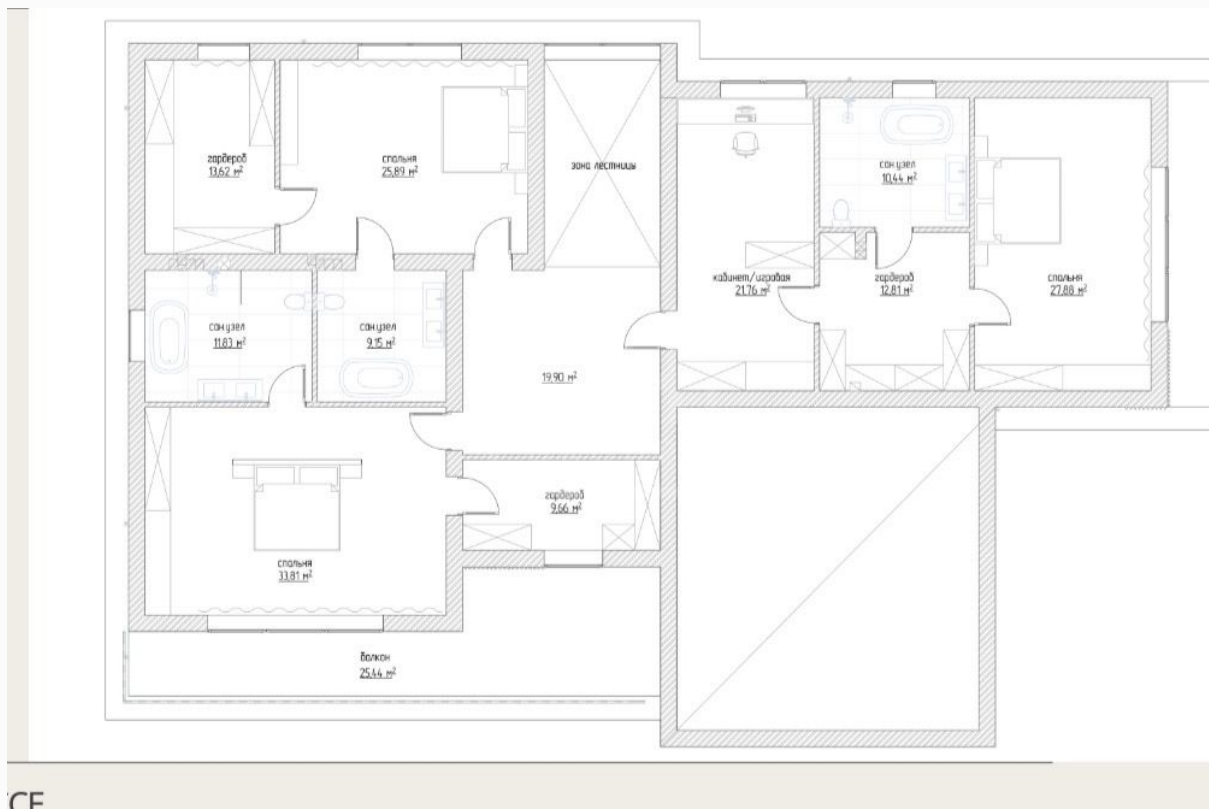 гардероб
13,62 м²
спальня
25,89 м²
зона лестницы
сан.узел
10,44 м²
кабинет/игровая
21,76 м²
гардероб
12,81 м²
спальня
27,88 м²
сан.узел
11,83 м²
сан.узел
9,15 м²
19,90 м²
гардероб
9,66 м²
спальня
33,81 м²
балкон
25,44 м²